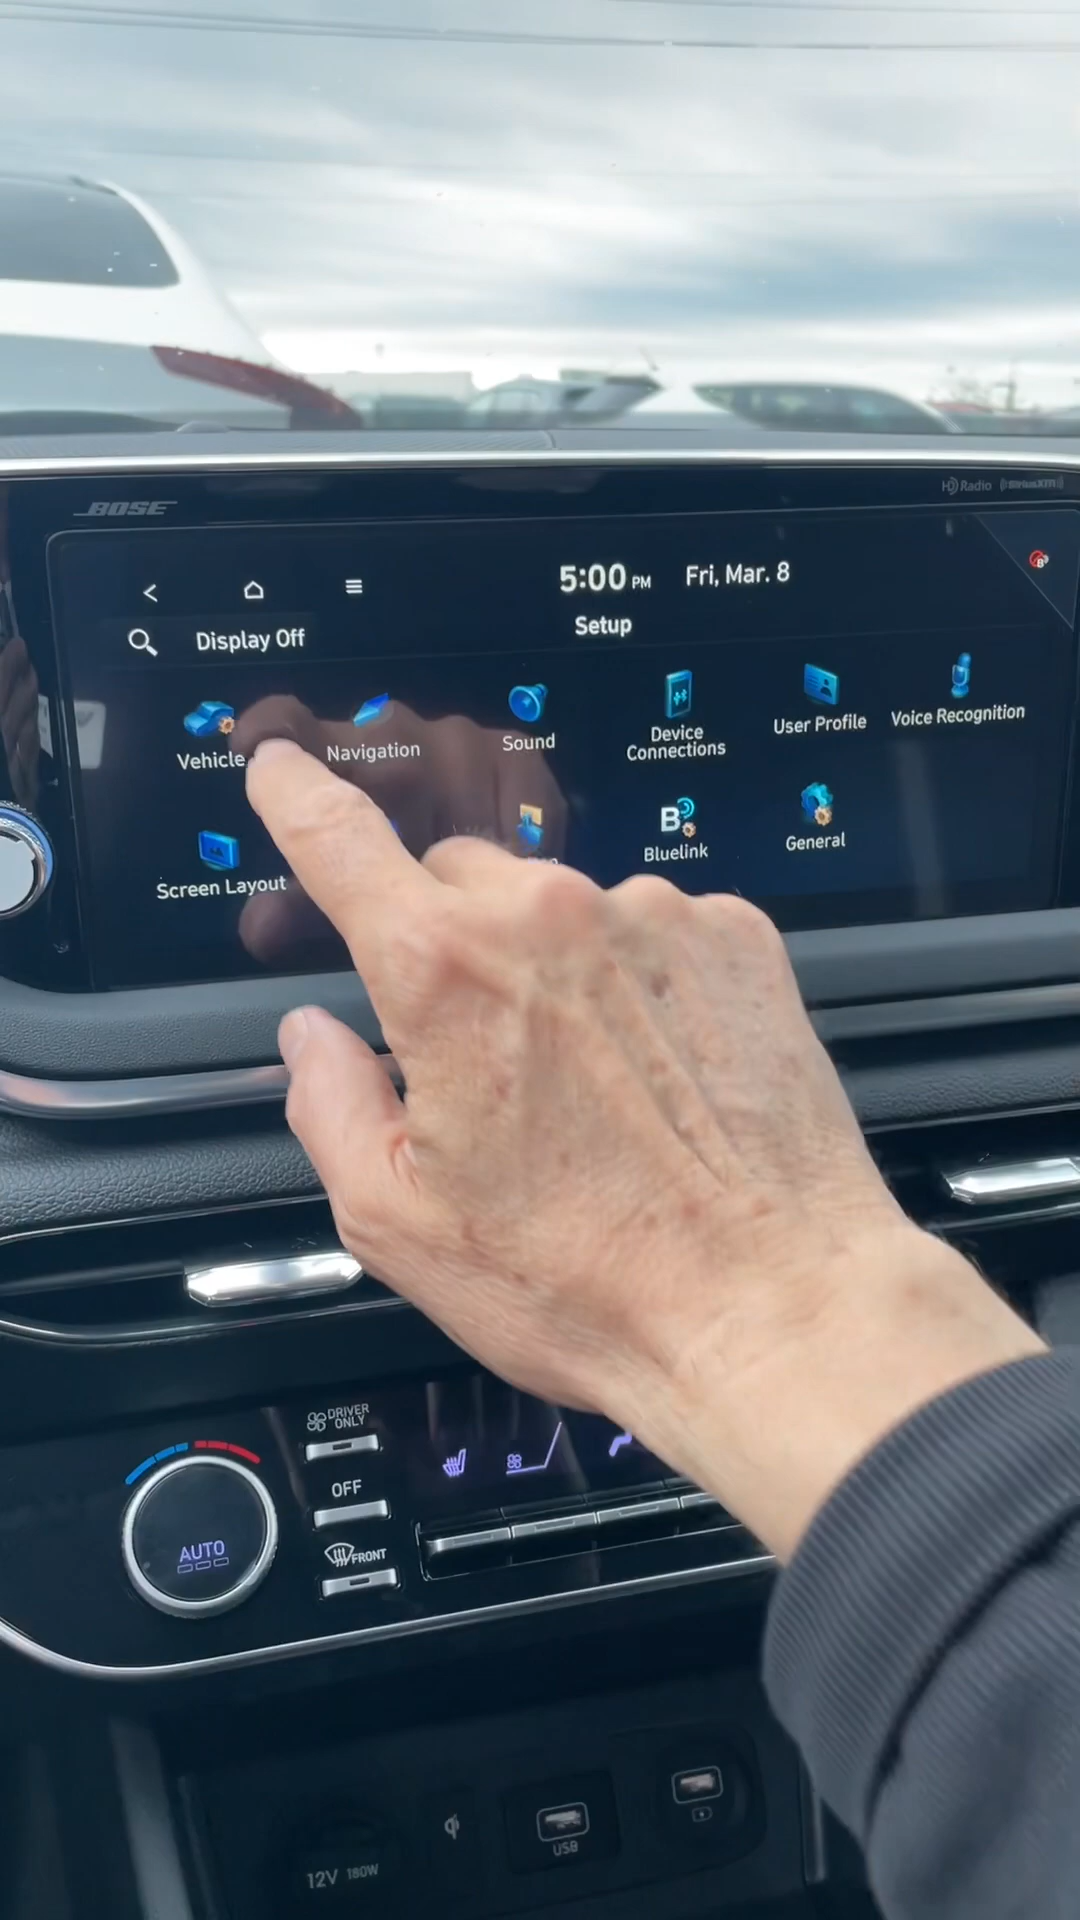 BOSE
HD Radio SiriusXM
5:00 PM Fri, Mar. 8
Display Off
Setup
Vehicle
Navigation
Sound
Device
Connections
User Profile
Voice Recognition
Screen Layout
Bluelink
General
DRIVER
ONLY
OFF
FRONT
AUTO
12V 180W
USB